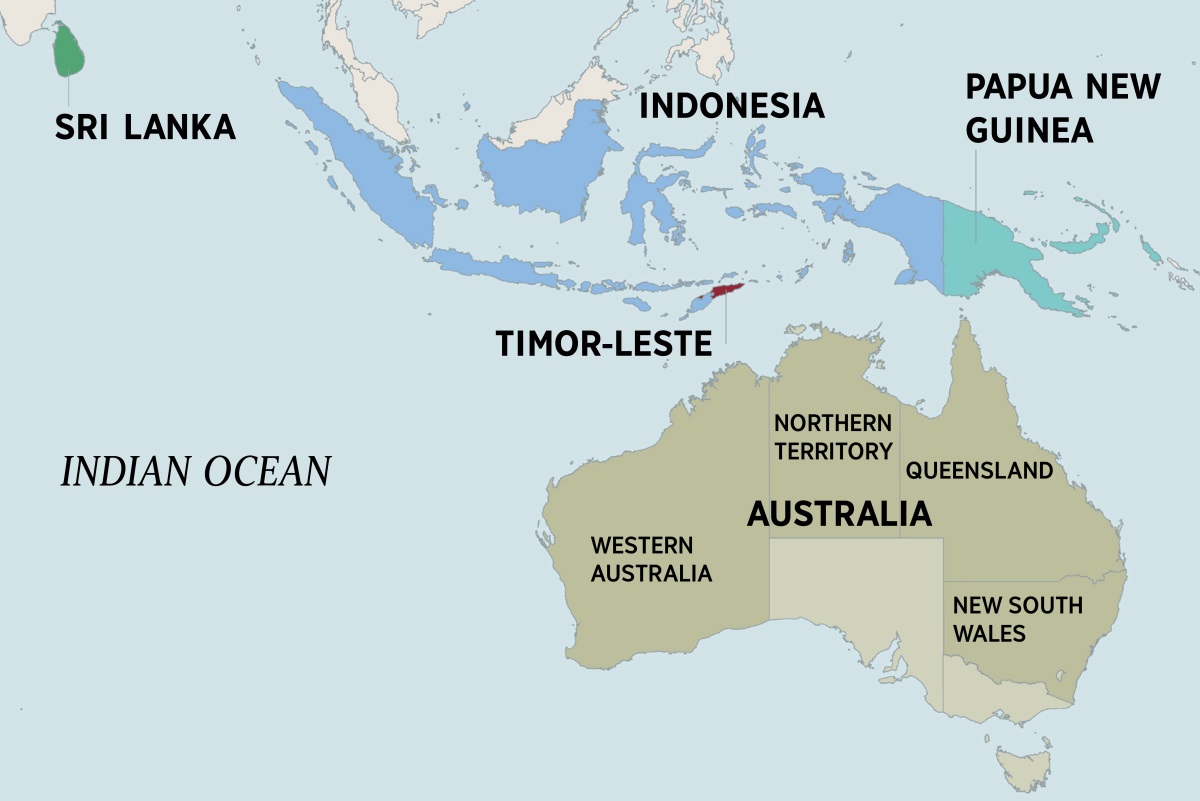 PAPUA NEW
GUINEA
INDONESIA
SRI LANKA
TIMOR-LESTE
NORTHERN
TERRITORY
QUEENSLAND
INDIAN OCEAN
AUSTRALIA
WESTERN
AUSTRALIA
NEW SOUTH
WALES